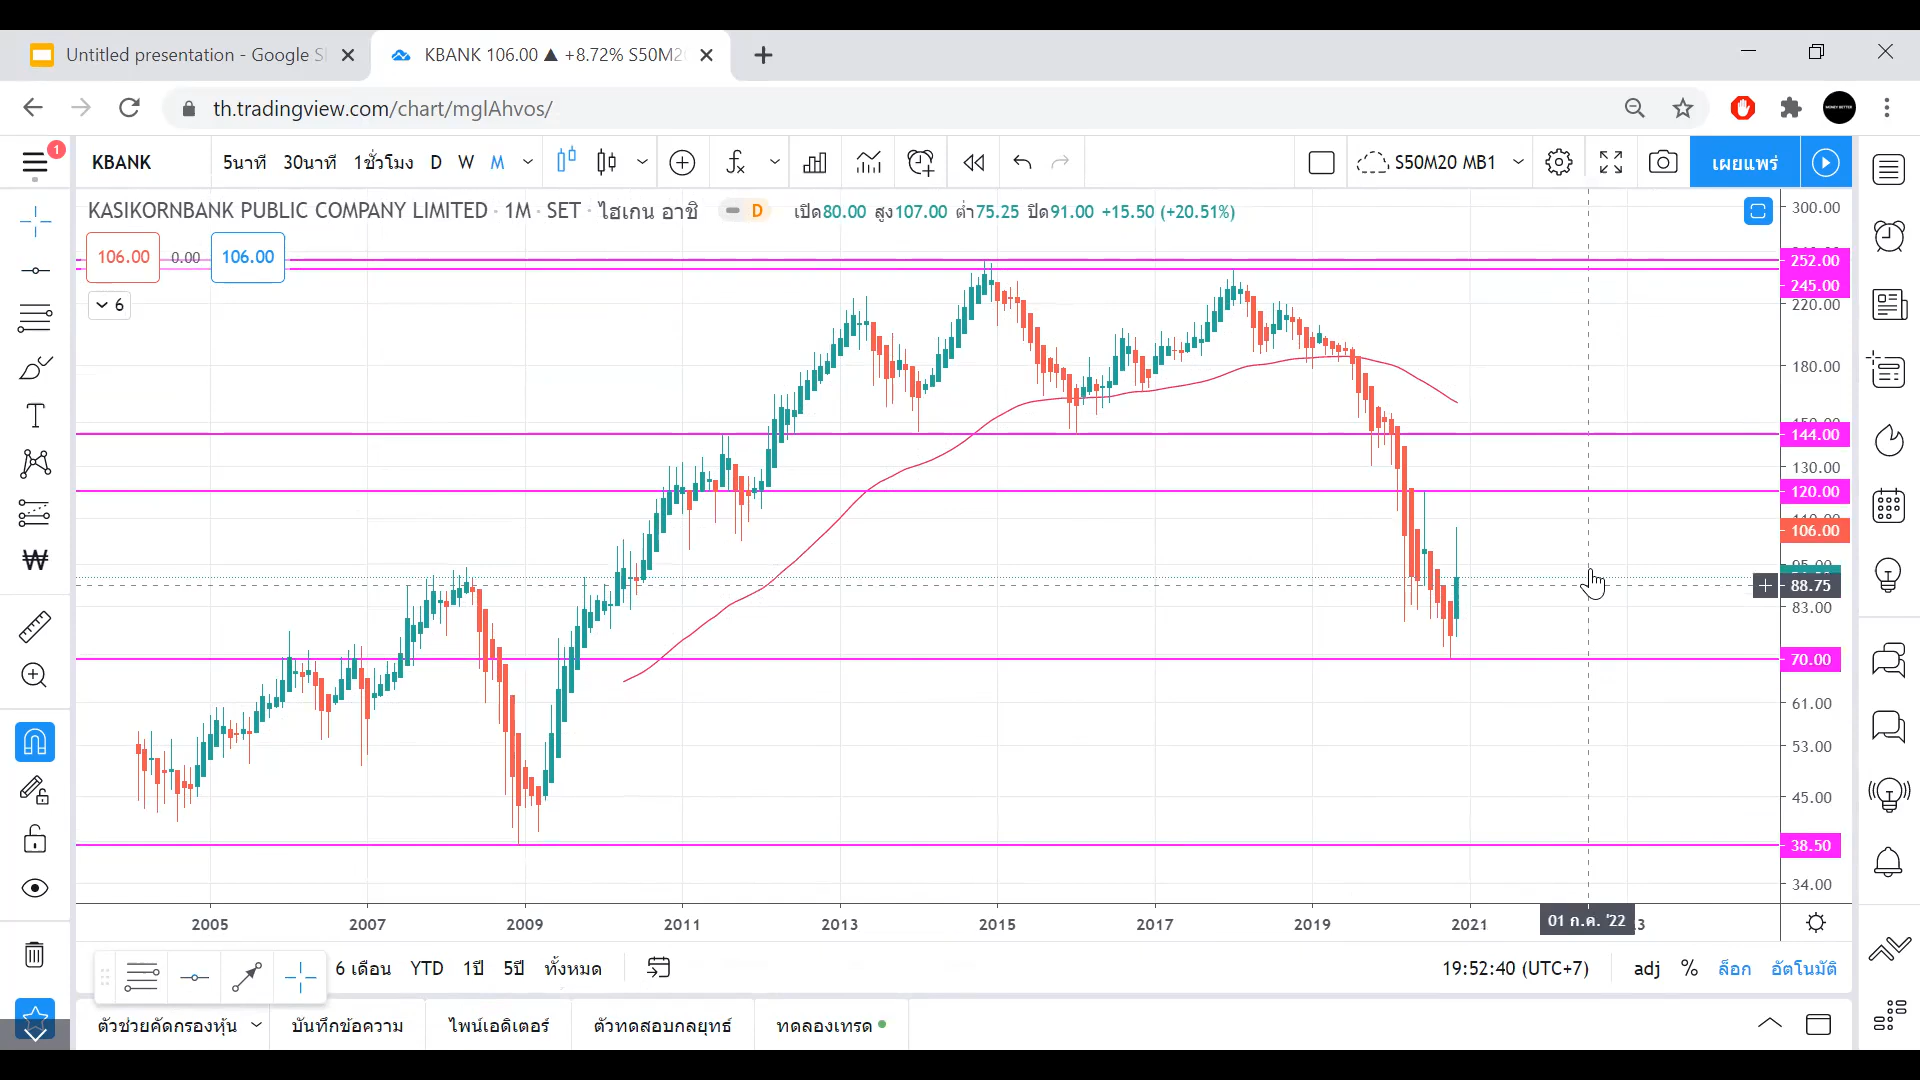 Untitled presentation - Google Sl
KBANK 106.00 ▲ +8.72% S50M2
th.tradingview.com/chart/mglAhvos/
1
KBANK
5นาที 30นาที 1ชั่วโมง D W M
S50M20 MB1
เผยแพร่
KASIKORNBANK PUBLIC COMPANY LIMITED · 1M · SET · ไฮเกน อาชิ
D
เปิด80.00 สูง107.00 ต่ำ75.25 ปิด91.00 +15.50 (+20.51%)
106.00 0.00 106.00
6
300.00
252.00
245.00
220.00
180.00
144.00
130.00
120.00
106.00
88.75
83.00
70.00
61.00
53.00
45.00
38.50
34.00
2005 2007 2009 2011 2013 2015 2017 2019 2021 01 ก.ค. '22 3
6 เดือน YTD 1ปี 5ปี ทั้งหมด
19:52:40 (UTC+7) adj % ล็อก อัตโนมัติ
ตัวช่วยคัดกรองหุ้น บันทึกข้อความ ไพน์เอดิเตอร์ ตัวทดสอบกลยุทธ์ ทดลองเทรด